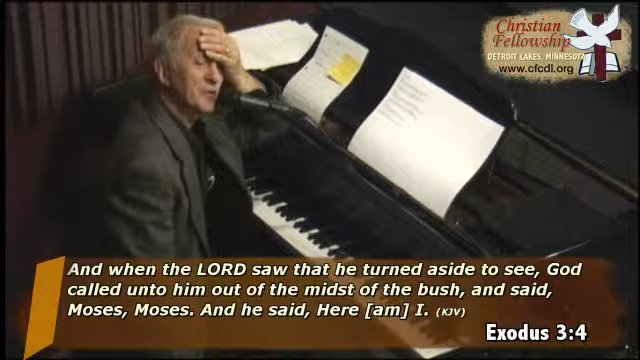 Christian
Fellowship
DETROIT LAKES, MINNESOTA
www.cfcdl.org
And when the LORD saw that he turned aside to see, God
called unto him out of the midst of the bush, and said,
Moses, Moses. And he said, Here [am] I. (KJV)
Exodus 3:4